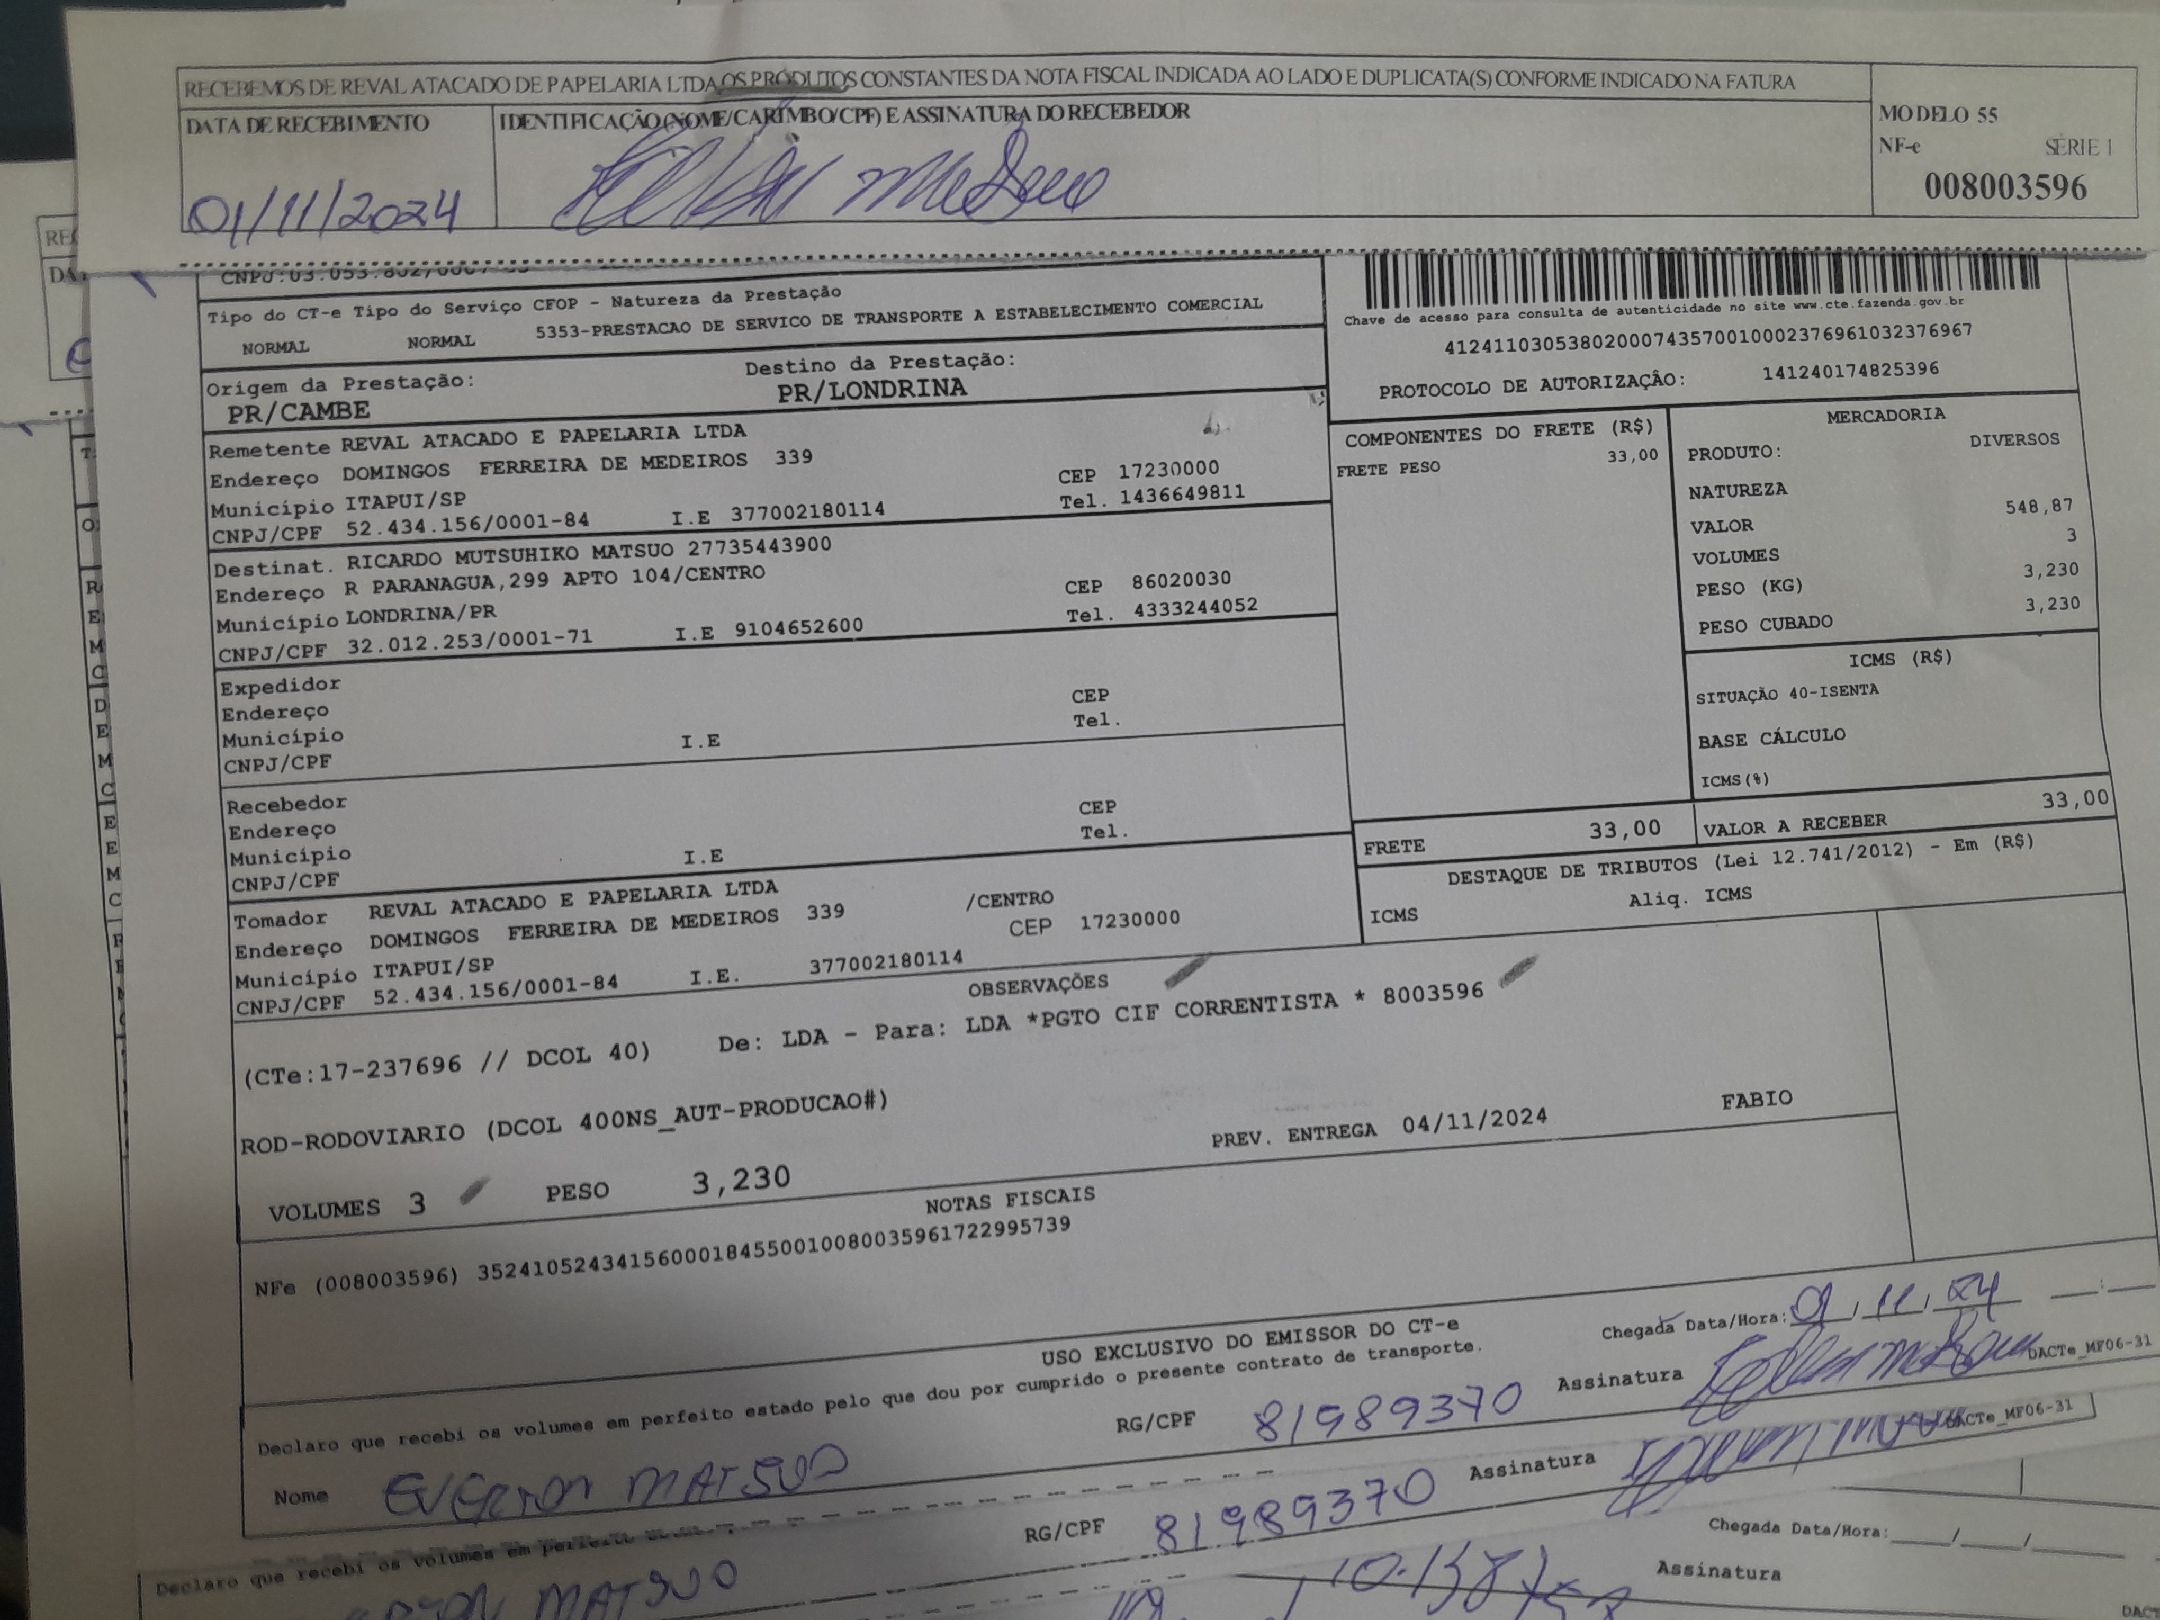 RECEBEMOS DE REVAL ATACADO DE PAPELARIA LTDA OS PRODUTOS CONSTANTES DA NOTA FISCAL INDICADA AO LADO E DUPLICATA(S) CONFORME INDICADO NA FATURA
DATA DE RECEBIMENTO
IDENTIFICAÇÃO (NOME/CARIMBO/CPF) E ASSINATURA DO RECEBEDOR
MODELO 55
NF-e SÉRIE 1
008003596
01/11/2024
Tipo do CT-e Tipo do Serviço CFOP - Natureza da Prestação
NORMAL NORMAL 5353-PRESTACAO DE SERVICO DE TRANSPORTE A ESTABELECIMENTO COMERCIAL
Chave de acesso para consulta de autenticidade no site www.cte.fazenda.gov.br
41241103053802000743570010002376961032376967
PROTOCOLO DE AUTORIZAÇÃO: 141240174825396
Origem da Prestação: Destino da Prestação:
PR/CAMBE PR/LONDRINA
Remetente REVAL ATACADO E PAPELARIA LTDA
Endereço DOMINGOS FERREIRA DE MEDEIROS 339 CEP 17230000
Município ITAPUI/SP Tel. 1436649811
CNPJ/CPF 52.434.156/0001-84 I.E 377002180114
Destinat. RICARDO MUTSUHIKO MATSUO 27735443900
Endereço R PARANAGUA,299 APTO 104/CENTRO CEP 86020030
Município LONDRINA/PR Tel. 4333244052
CNPJ/CPF 32.012.253/0001-71 I.E 9104652600
Expedidor
Endereço CEP
Município Tel.
CNPJ/CPF I.E
Recebedor
Endereço CEP
Município Tel.
CNPJ/CPF I.E
Tomador REVAL ATACADO E PAPELARIA LTDA
Endereço DOMINGOS FERREIRA DE MEDEIROS 339 /CENTRO
Município ITAPUI/SP CEP 17230000
CNPJ/CPF 52.434.156/0001-84 I.E. 377002180114
COMPONENTES DO FRETE (R$)
FRETE PESO 33,00
MERCADORIA
PRODUTO: DIVERSOS
NATUREZA
VALOR 548,87
VOLUMES 3
PESO (KG) 3,230
PESO CUBADO 3,230
ICMS (R$)
SITUAÇÃO 40-ISENTA
BASE CÁLCULO
ICMS(%)
FRETE 33,00 VALOR A RECEBER 33,00
DESTAQUE DE TRIBUTOS (Lei 12.741/2012) - Em (R$)
ICMS Aliq. ICMS
OBSERVAÇÕES
(CTe:17-237696 // DCOL 40) De: LDA - Para: LDA *PGTO CIF CORRENTISTA * 8003596
ROD-RODOVIARIO (DCOL 400NS_AUT-PRODUCAO#)
PREV. ENTREGA 04/11/2024 FABIO
VOLUMES 3 PESO 3,230
NOTAS FISCAIS
NFe (008003596) 35241052434156000184550010080035961722995739
USO EXCLUSIVO DO EMISSOR DO CT-e
Chegada Data/Hora: 01/11/24
Declaro que recebi os volumes em perfeito estado pelo que dou por cumprido o presente contrato de transporte.
Nome EVERTON MATSUO RG/CPF 81989370 Assinatura
DACTe_MF06-31
Declaro que recebi os volumes em perfeito
RG/CPF 81989370 Assinatura
DACTe_MF06-31
MATSUO
Chegada Data/Hora:
Assinatura